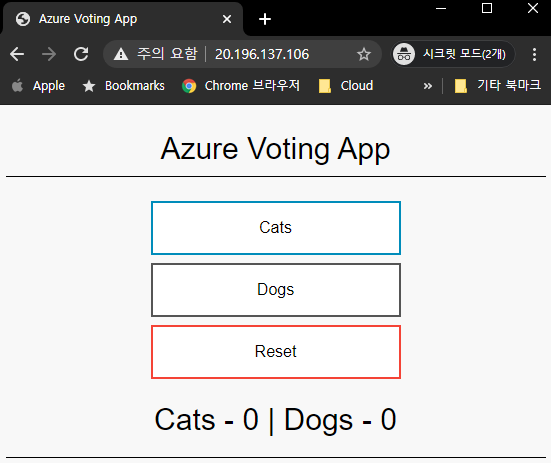 Azure Voting App
주의 요함 20.196.137.106 시크릿 모드(2개)
Apple Bookmarks Chrome 브라우저 Cloud » 기타 북마크
Azure Voting App
Cats
Dogs
Reset
Cats - 0 | Dogs - 0